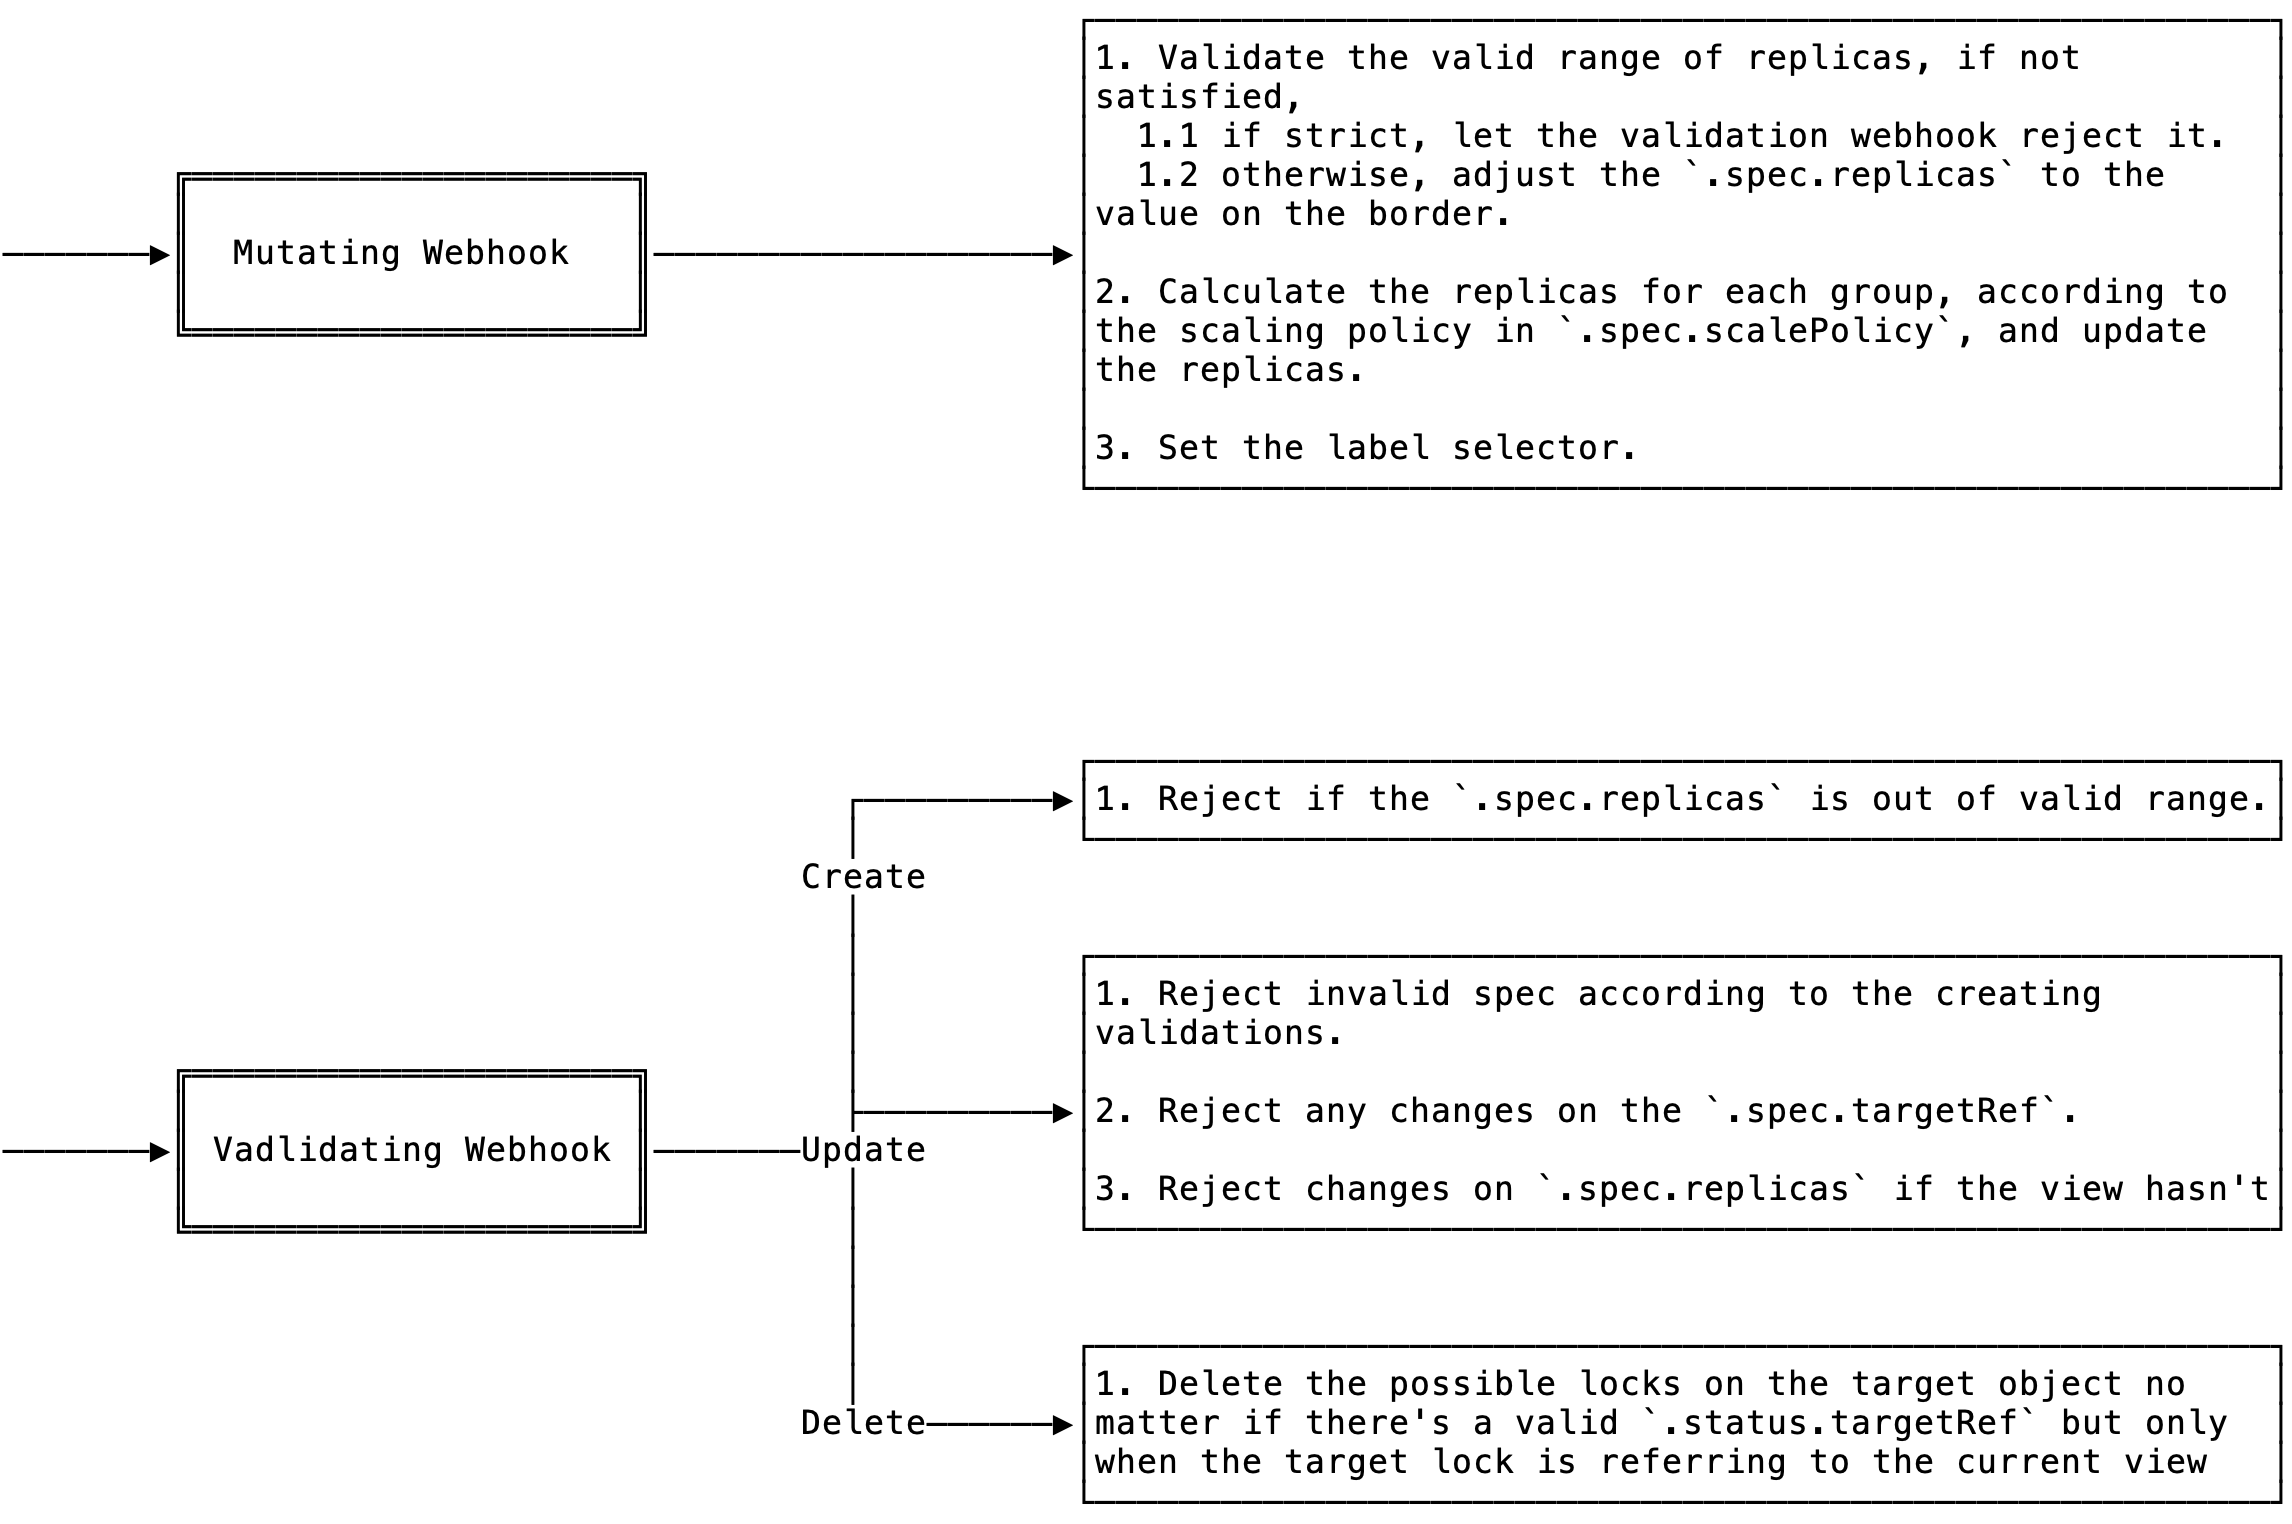 1. Validate the valid range of replicas, if not
satisfied,
  1.1 if strict, let the validation webhook reject it.
  1.2 otherwise, adjust the `.spec.replicas` to the
value on the border.
Mutating Webhook
2. Calculate the replicas for each group, according to
the scaling policy in `.spec.scalePolicy`, and update
the replicas.
3. Set the label selector.
1. Reject if the `.spec.replicas` is out of valid range.
Create
1. Reject invalid spec according to the creating
validations.
2. Reject any changes on the `.spec.targetRef`.
Vadlidating Webhook
Update
3. Reject changes on `.spec.replicas` if the view hasn't
1. Delete the possible locks on the target object no
Delete
matter if there's a valid `.status.targetRef` but only
when the target lock is referring to the current view